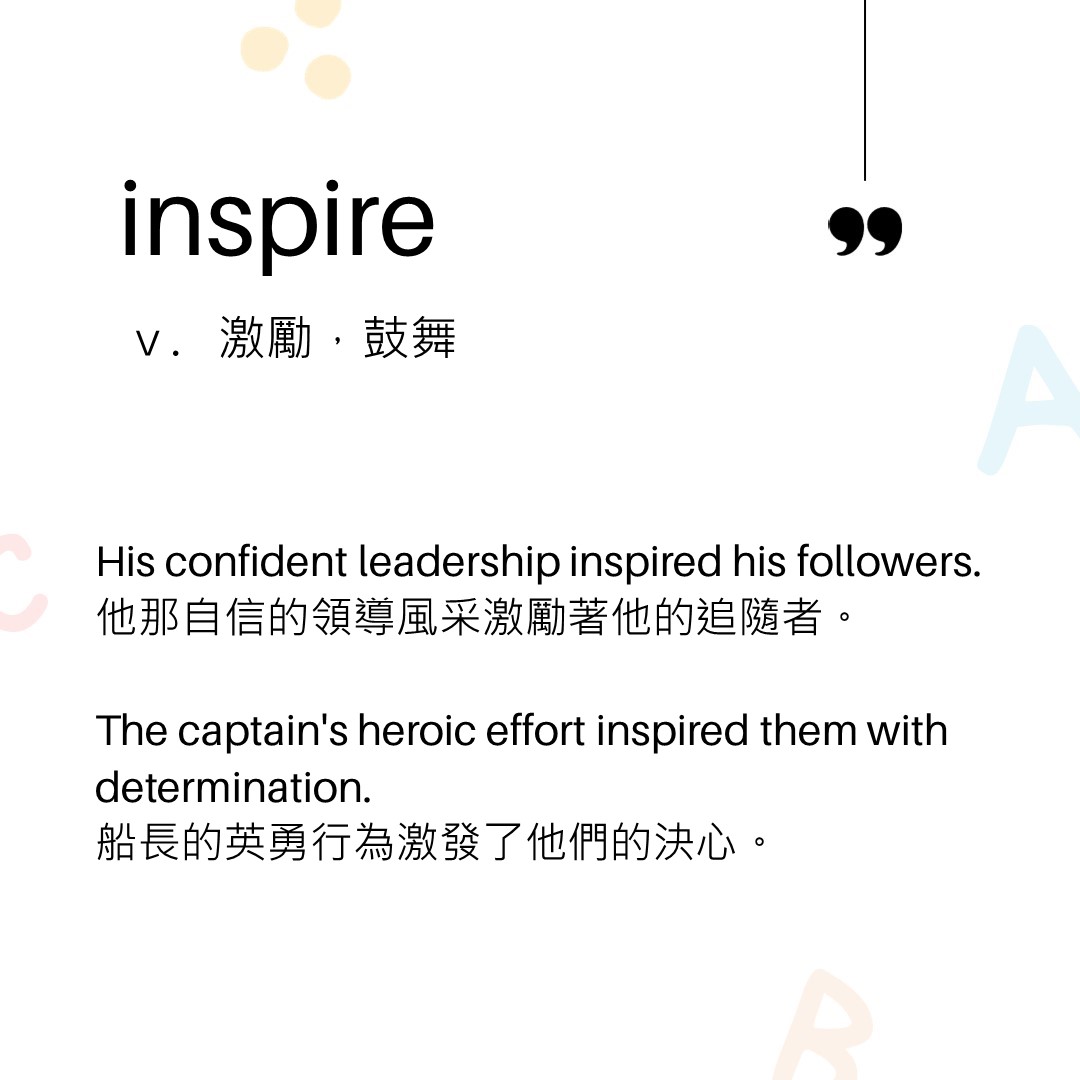 ❞
inspire
v. 激勵，鼓舞
A
C
His confident leadership inspired his followers.
他那自信的領導風采激勵著他的追隨者。
The captain's heroic effort inspired them with
determination.
船長的英勇行為激發了他們的決心。
B